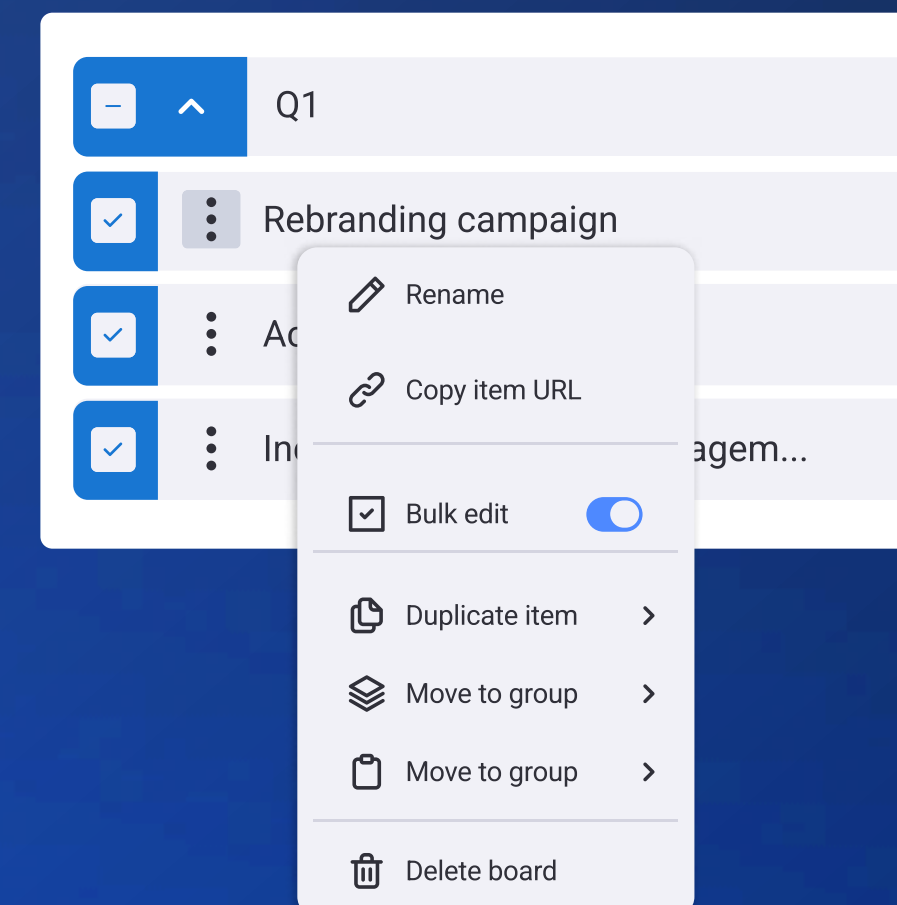 Q1
Rebranding campaign
Rename
Copy item URL
Bulk edit
Duplicate item
Move to group
Move to group
Delete board